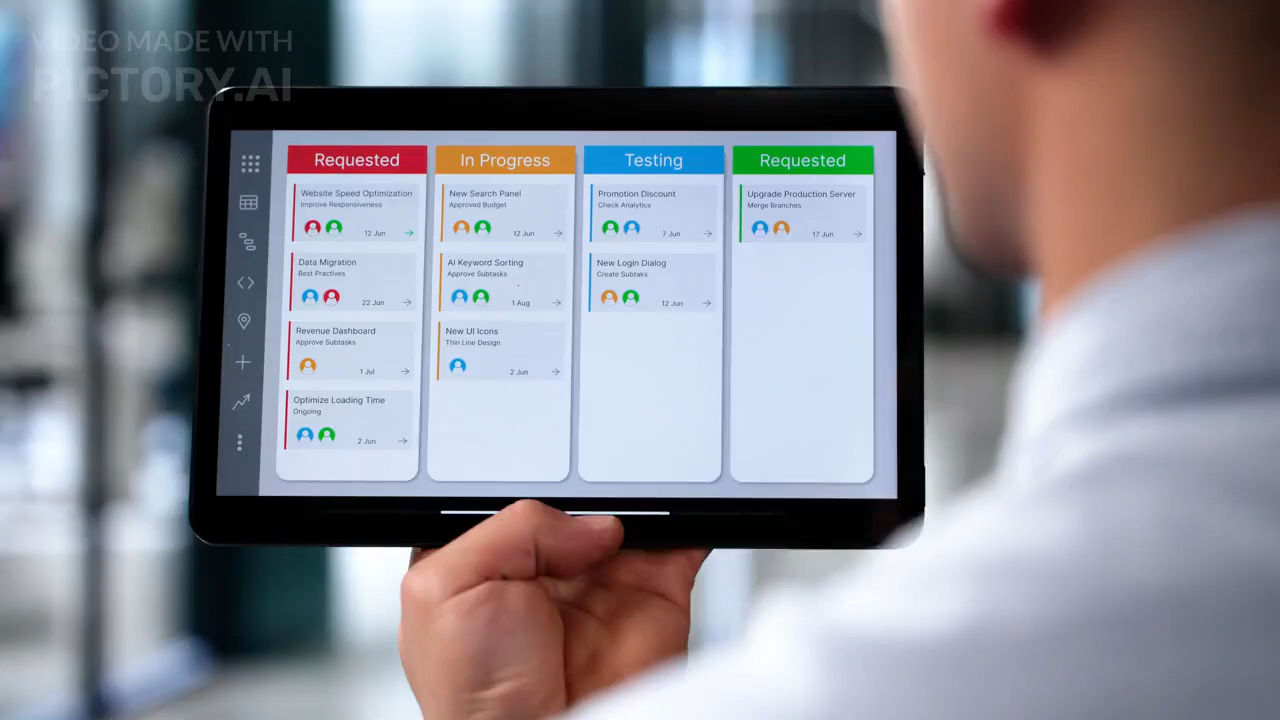 VIDEO MADE WITH
PICTORY.AI
Requested
Website Speed Optimization
Improve Responsiveness
12 Jun
Data Migration
Best Practives
22 Jun
Revenue Dashboard
Approve Subtasks
1 Jul
Optimize Loading Time
Ongoing
2 Jun
In Progress
New Search Panel
Approved Budget
12 Jun
AI Keyword Sorting
Approve Subtasks
1 Aug
New UI Icons
Thin Line Design
2 Jun
Testing
Promotion Discount
Check Analytics
7 Jun
New Login Dialog
Create Subtaks
12 Jun
Requested
Upgrade Production Server
Merge Branches
17 Jun